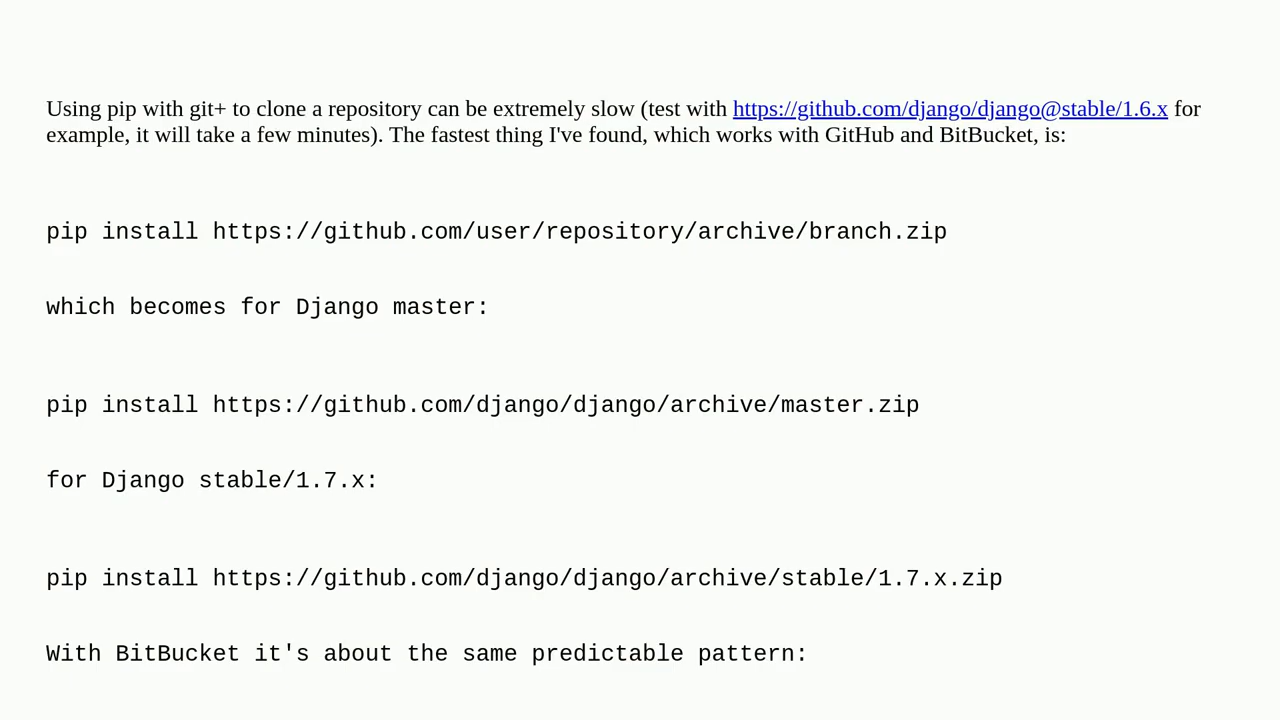 Using pip with git+ to clone a repository can be extremely slow (test with https://github.com/django/django@stable/1.6.x for
example, it will take a few minutes). The fastest thing I've found, which works with GitHub and BitBucket, is:
pip install https://github.com/user/repository/archive/branch.zip
which becomes for Django master:
pip install https://github.com/django/django/archive/master.zip
for Django stable/1.7.x:
pip install https://github.com/django/django/archive/stable/1.7.x.zip
With BitBucket it's about the same predictable pattern: